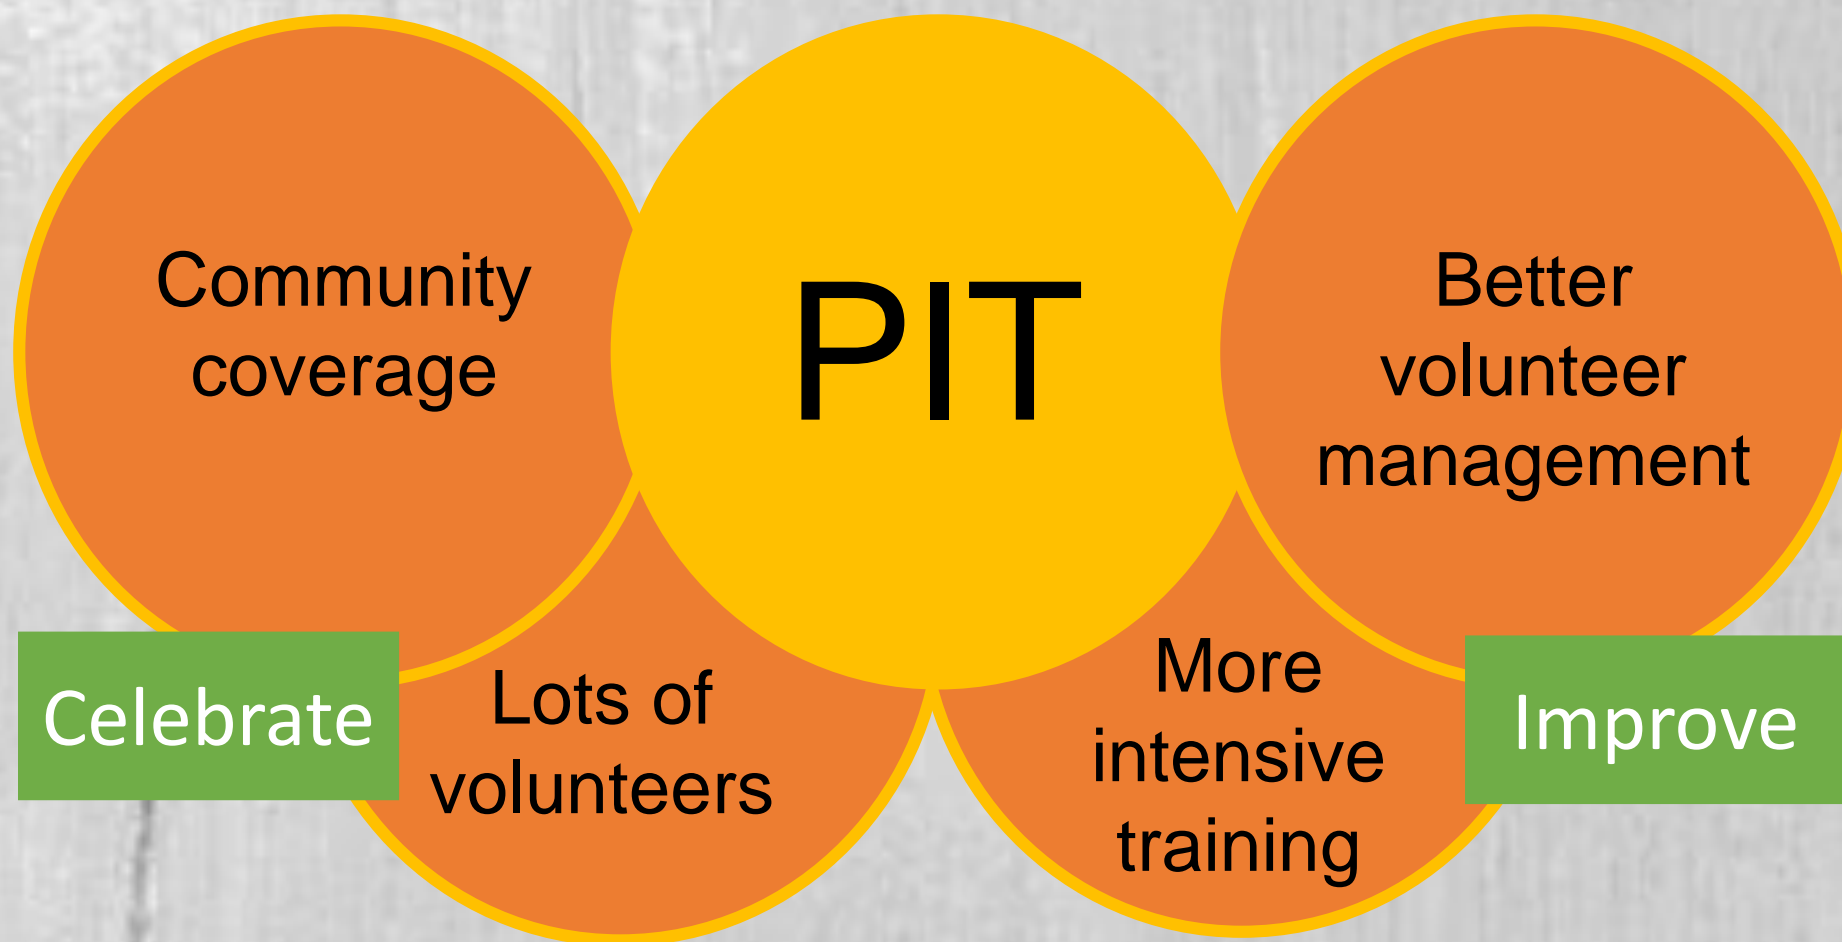 Community
coverage
PIT
Better
volunteer
management
Celebrate
Lots of
volunteers
More
intensive
training
Improve